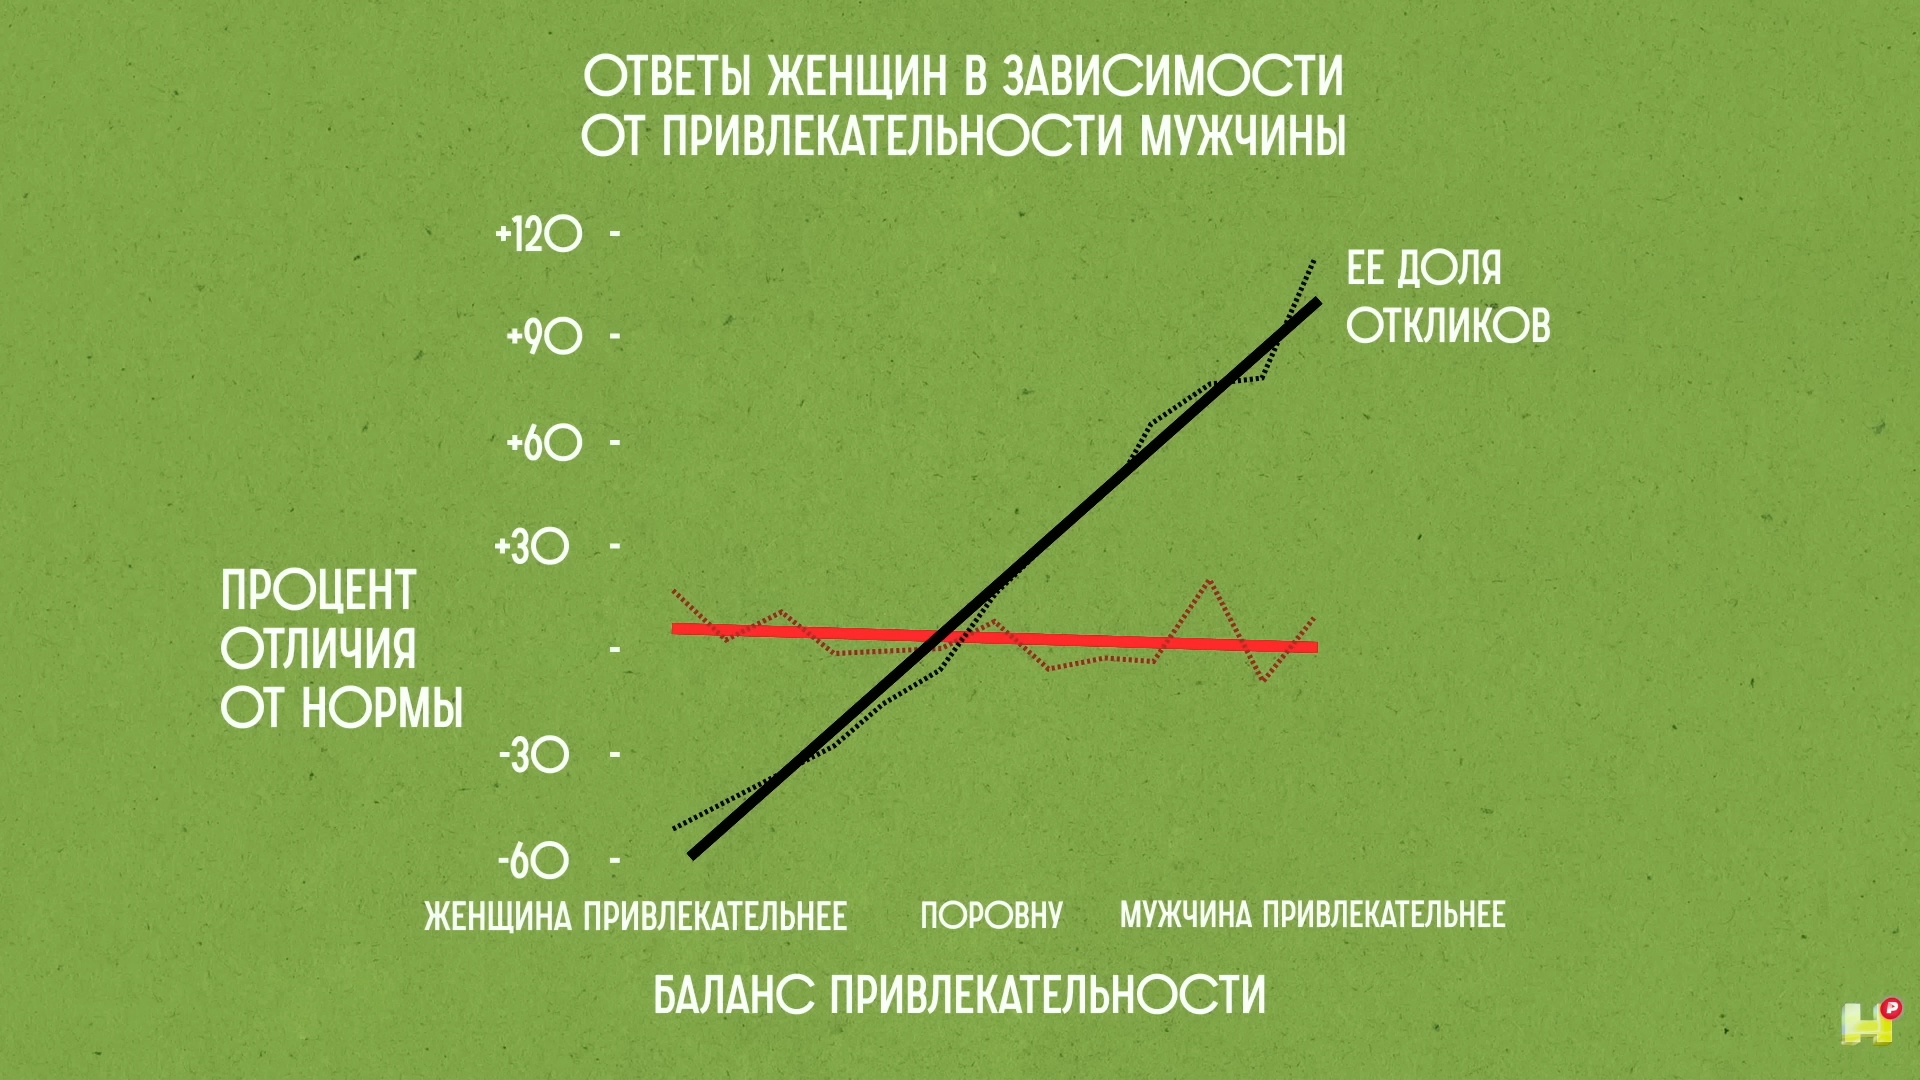 ОТВЕТЫ ЖЕНЩИН В ЗАВИСИМОСТИ
ОТ ПРИВЛЕКАТЕЛЬНОСТИ МУЖЧИНЫ
+120 -
ЕЕ ДОЛЯ
ОТКЛИКОВ
+90 -
+60 -
+30 -
ПРОЦЕНТ
ОТЛИЧИЯ
ОТ НОРМЫ
-
-30 -
-60 -
ЖЕНЩИНА ПРИВЛЕКАТЕЛЬНЕЕ ПОРОВНУ МУЖЧИНА ПРИВЛЕКАТЕЛЬНЕЕ
БАЛАНС ПРИВЛЕКАТЕЛЬНОСТИ
Н Р